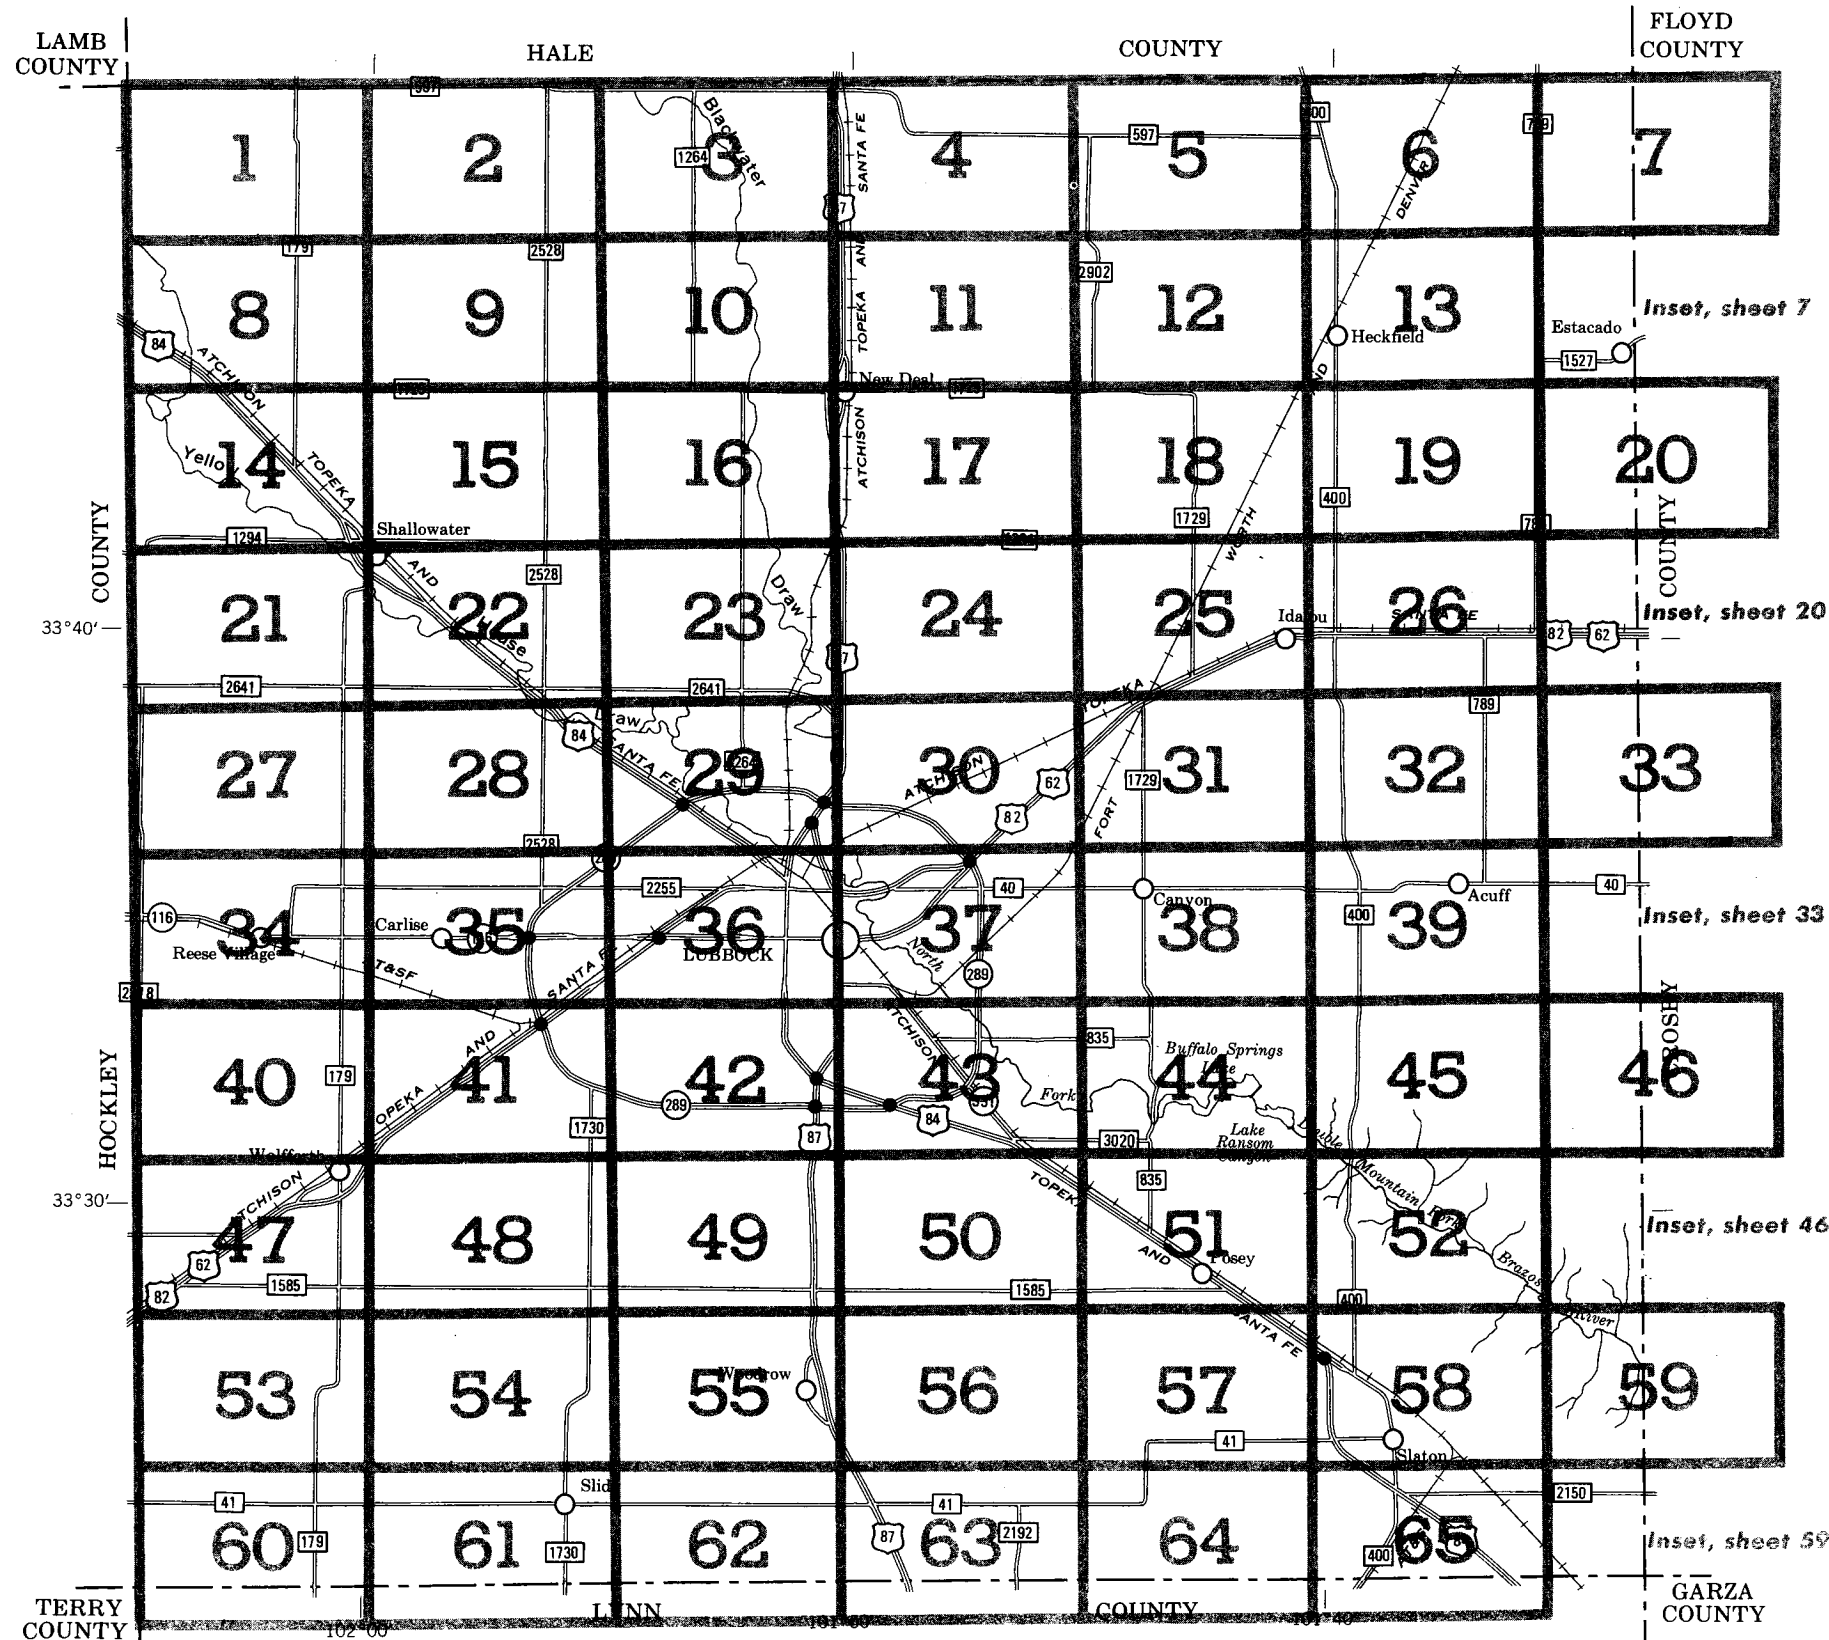 LAMB
COUNTY
HALE
COUNTY
FLOYD
COUNTY
597
1
2
3
4
5
6
7
Blackwater
1264
SANTA FE
597
400
DENVER
789
179
2528
AND
2902
8
9
10
11
12
13
Inset, sheet 7
84
ATCHISON
TOPEKA
Heckfield
Estacado
1527
New Deal
14
15
16
17
18
19
20
Yellow
TOPEKA
ATCHISON
400
1729
WORTH
COUNTY
COUNTY
1294
Shallowater
AND
2528
Draw
21
22
23
24
25
26
Inset, sheet 20
33°40'
Idalou
SANTA FE
82
62
2641
2641
TOPEKA
789
Draw
84
SANTA FE
27
28
29
30
31
32
33
ATCHISON
62
1729
82
FORT
2528
2255
40
40
116
34
35
36
37
38
39
Inset, sheet 33
Carlise
Canyon
Acuff
400
Reese Village
LUBBOCK
North
T&SF
SANTA FE
289
AND
ATCHISON
835
Buffalo Springs
Lake
HOCKLEY
CROSBY
40
41
42
43
44
45
46
179
TOPEKA
289
84
Fork
1730
87
3020
Lake
Ransom
Canyon
Double
Wolfforth
Mountain
33°30'
ATCHISON
TOPEKA
835
Fork
Inset, sheet 46
47
48
49
50
51
52
62
AND
Posey
Brazos
82
1585
1585
400
River
SANTA FE
53
54
55
56
57
58
59
Woodrow
41
Slaton
41
Slide
41
2150
60
179
61
1730
62
87
63
2192
64
400
65
Inset, sheet 59
TERRY
COUNTY
LYNN
COUNTY
GARZA
COUNTY